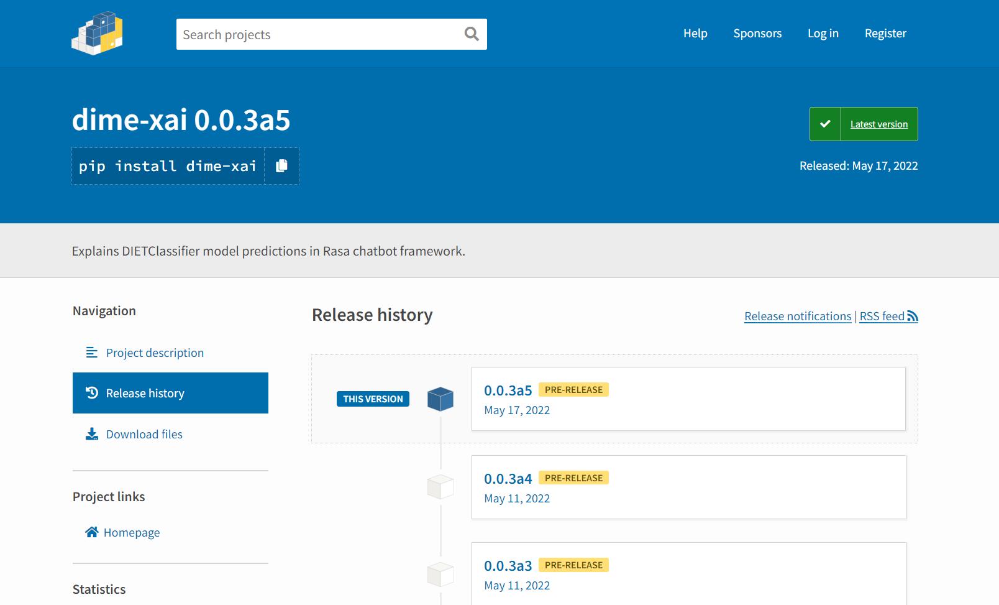 Search projects
Help
Sponsors
Log in
Register
dime-xai 0.0.3a5
pip install dime-xai
Latest version
Released: May 17, 2022
Explains DIETClassifier model predictions in Rasa chatbot framework.
Navigation
Project description
Release history
Download files
Project links
Homepage
Statistics
Release history
Release notifications | RSS feed
THIS VERSION
0.0.3a5 PRE-RELEASE
May 17, 2022
0.0.3a4 PRE-RELEASE
May 11, 2022
0.0.3a3 PRE-RELEASE
May 11, 2022